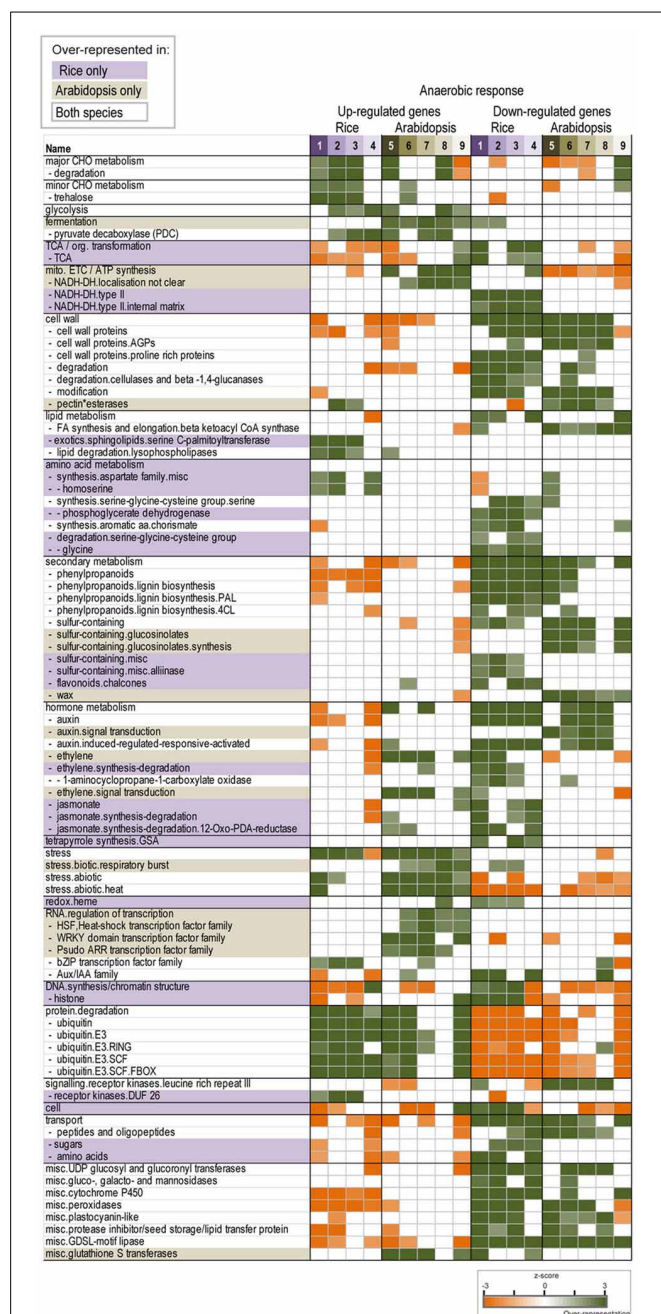 Over-represented in:
Rice only
Arabidopsis only
Both species
Anaerobic response
Up-regulated genes Down-regulated genes
Rice Arabidopsis Rice Arabidopsis
Name 1 2 3 4 5 6 7 8 9 1 2 3 4 5 6 7 8 9
major CHO metabolism
- degradation
minor CHO metabolism
- trehalose
glycolysis
fermentation
- pyruvate decaboxylase (PDC)
TCA / org. transformation
- TCA
mito. ETC / ATP synthesis
- NADH-DH.localisation not clear
- NADH-DH.type II
- NADH-DH.type II.internal matrix
cell wall
- cell wall proteins
- cell wall proteins.AGPs
- cell wall proteins.proline rich proteins
- degradation
- degradation.cellulases and beta -1,4-glucanases
- modification
- pectin*esterases
lipid metabolism
- FA synthesis and elongation.beta ketoacyl CoA synthase
- exotics.sphingolipids.serine C-palmitoyltransferase
- lipid degradation.lysophospholipases
amino acid metabolism
- synthesis.aspartate family.misc
- - homoserine
- synthesis.serine-glycine-cysteine group.serine
- - phosphoglycerate dehydrogenase
- synthesis.aromatic aa.chorismate
- degradation.serine-glycine-cysteine group
- - glycine
secondary metabolism
- phenylpropanoids
- phenylpropanoids.lignin biosynthesis
- phenylpropanoids.lignin biosynthesis.PAL
- phenylpropanoids.lignin biosynthesis.4CL
- sulfur-containing
- sulfur-containing.glucosinolates
- sulfur-containing.glucosinolates.synthesis
- sulfur-containing.misc
- sulfur-containing.misc.alliinase
- flavonoids.chalcones
- wax
hormone metabolism
- auxin
- auxin.signal transduction
- auxin.induced-regulated-responsive-activated
- ethylene
- ethylene.synthesis-degradation
- - 1-aminocyclopropane-1-carboxylate oxidase
- ethylene.signal transduction
- jasmonate
- jasmonate.synthesis-degradation
- jasmonate.synthesis-degradation.12-Oxo-PDA-reductase
tetrapyrrole synthesis.GSA
stress
stress.biotic.respiratory burst
stress.abiotic
stress.abiotic.heat
redox.heme
RNA.regulation of transcription
- HSF,Heat-shock transcription factor family
- WRKY domain transcription factor family
- Psudo ARR transcription factor family
- bZIP transcription factor family
- Aux/IAA family
DNA.synthesis/chromatin structure
- histone
protein.degradation
- ubiquitin
- ubiquitin.E3
- ubiquitin.E3.RING
- ubiquitin.E3.SCF
- ubiquitin.E3.SCF.FBOX
signalling.receptor kinases.leucine rich repeat III
- receptor kinases.DUF 26
cell
transport
- peptides and oligopeptides
- sugars
- amino acids
misc.UDP glucosyl and glucoronyl transferases
misc.gluco-, galacto- and mannosidases
misc.cytochrome P450
misc.peroxidases
misc.plastocyanin-like
misc.protease inhibitor/seed storage/lipid transfer protein
misc.GDSL-motif lipase
misc.glutathione S transferases
z-score
-3 0 3
Over-representation